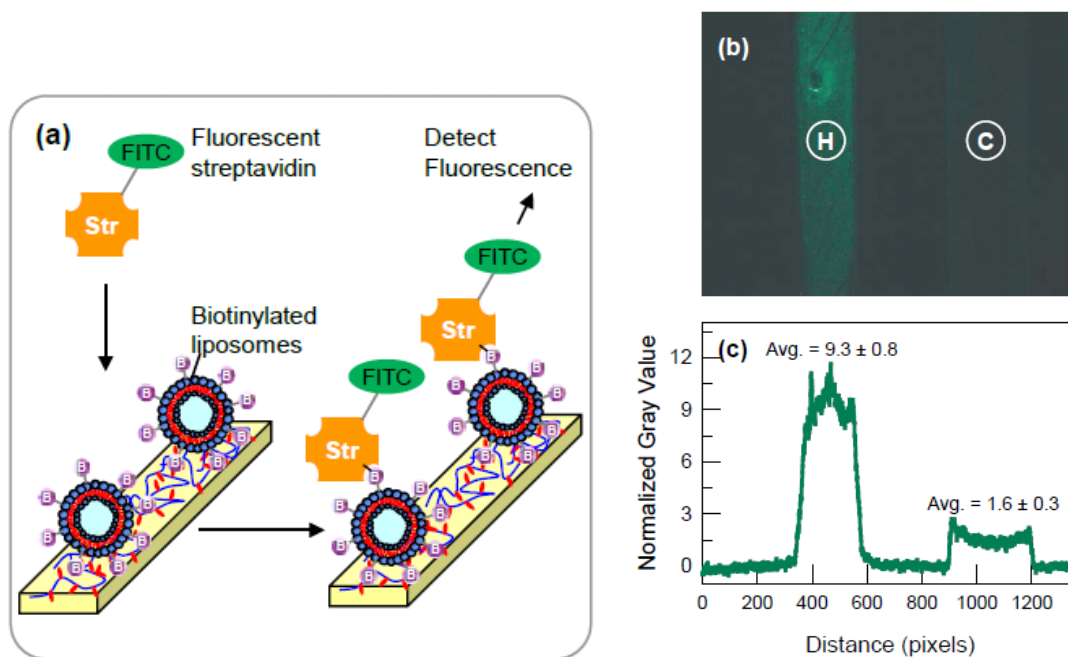 (a)
FITC
Fluorescent
streptavidin
Str
Detect
Fluorescence
FITC
Str
Biotinylated
liposomes
FITC
Str
B B B B B B B B
B B B B B B B B
B B B B B B B B
B B B B B B B B
(b)
H
C
(c)
Avg. = 9.3 ± 0.8
Avg. = 1.6 ± 0.3
Normalized Gray Value
12
9
6
3
0
0 200 400 600 800 1000 1200
Distance (pixels)